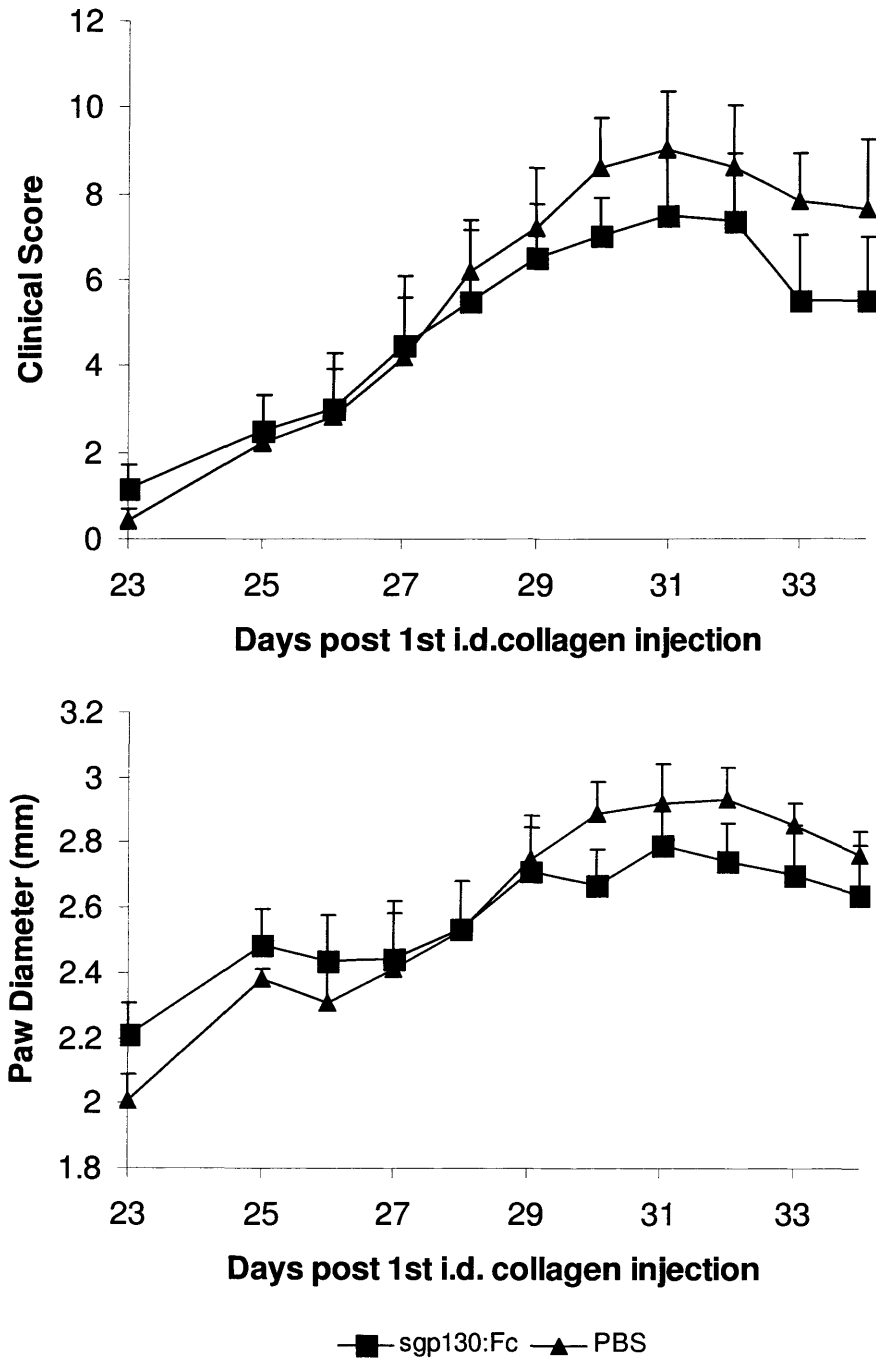 12
10
8
6
4
2
0
Clinical Score
23 25 27 29 31 33
Days post 1st i.d.collagen injection
3.2
3
2.8
2.6
2.4
2.2
2
1.8
Paw Diameter (mm)
23 25 27 29 31 33
Days post 1st i.d. collagen injection
sgp130:Fc PBS